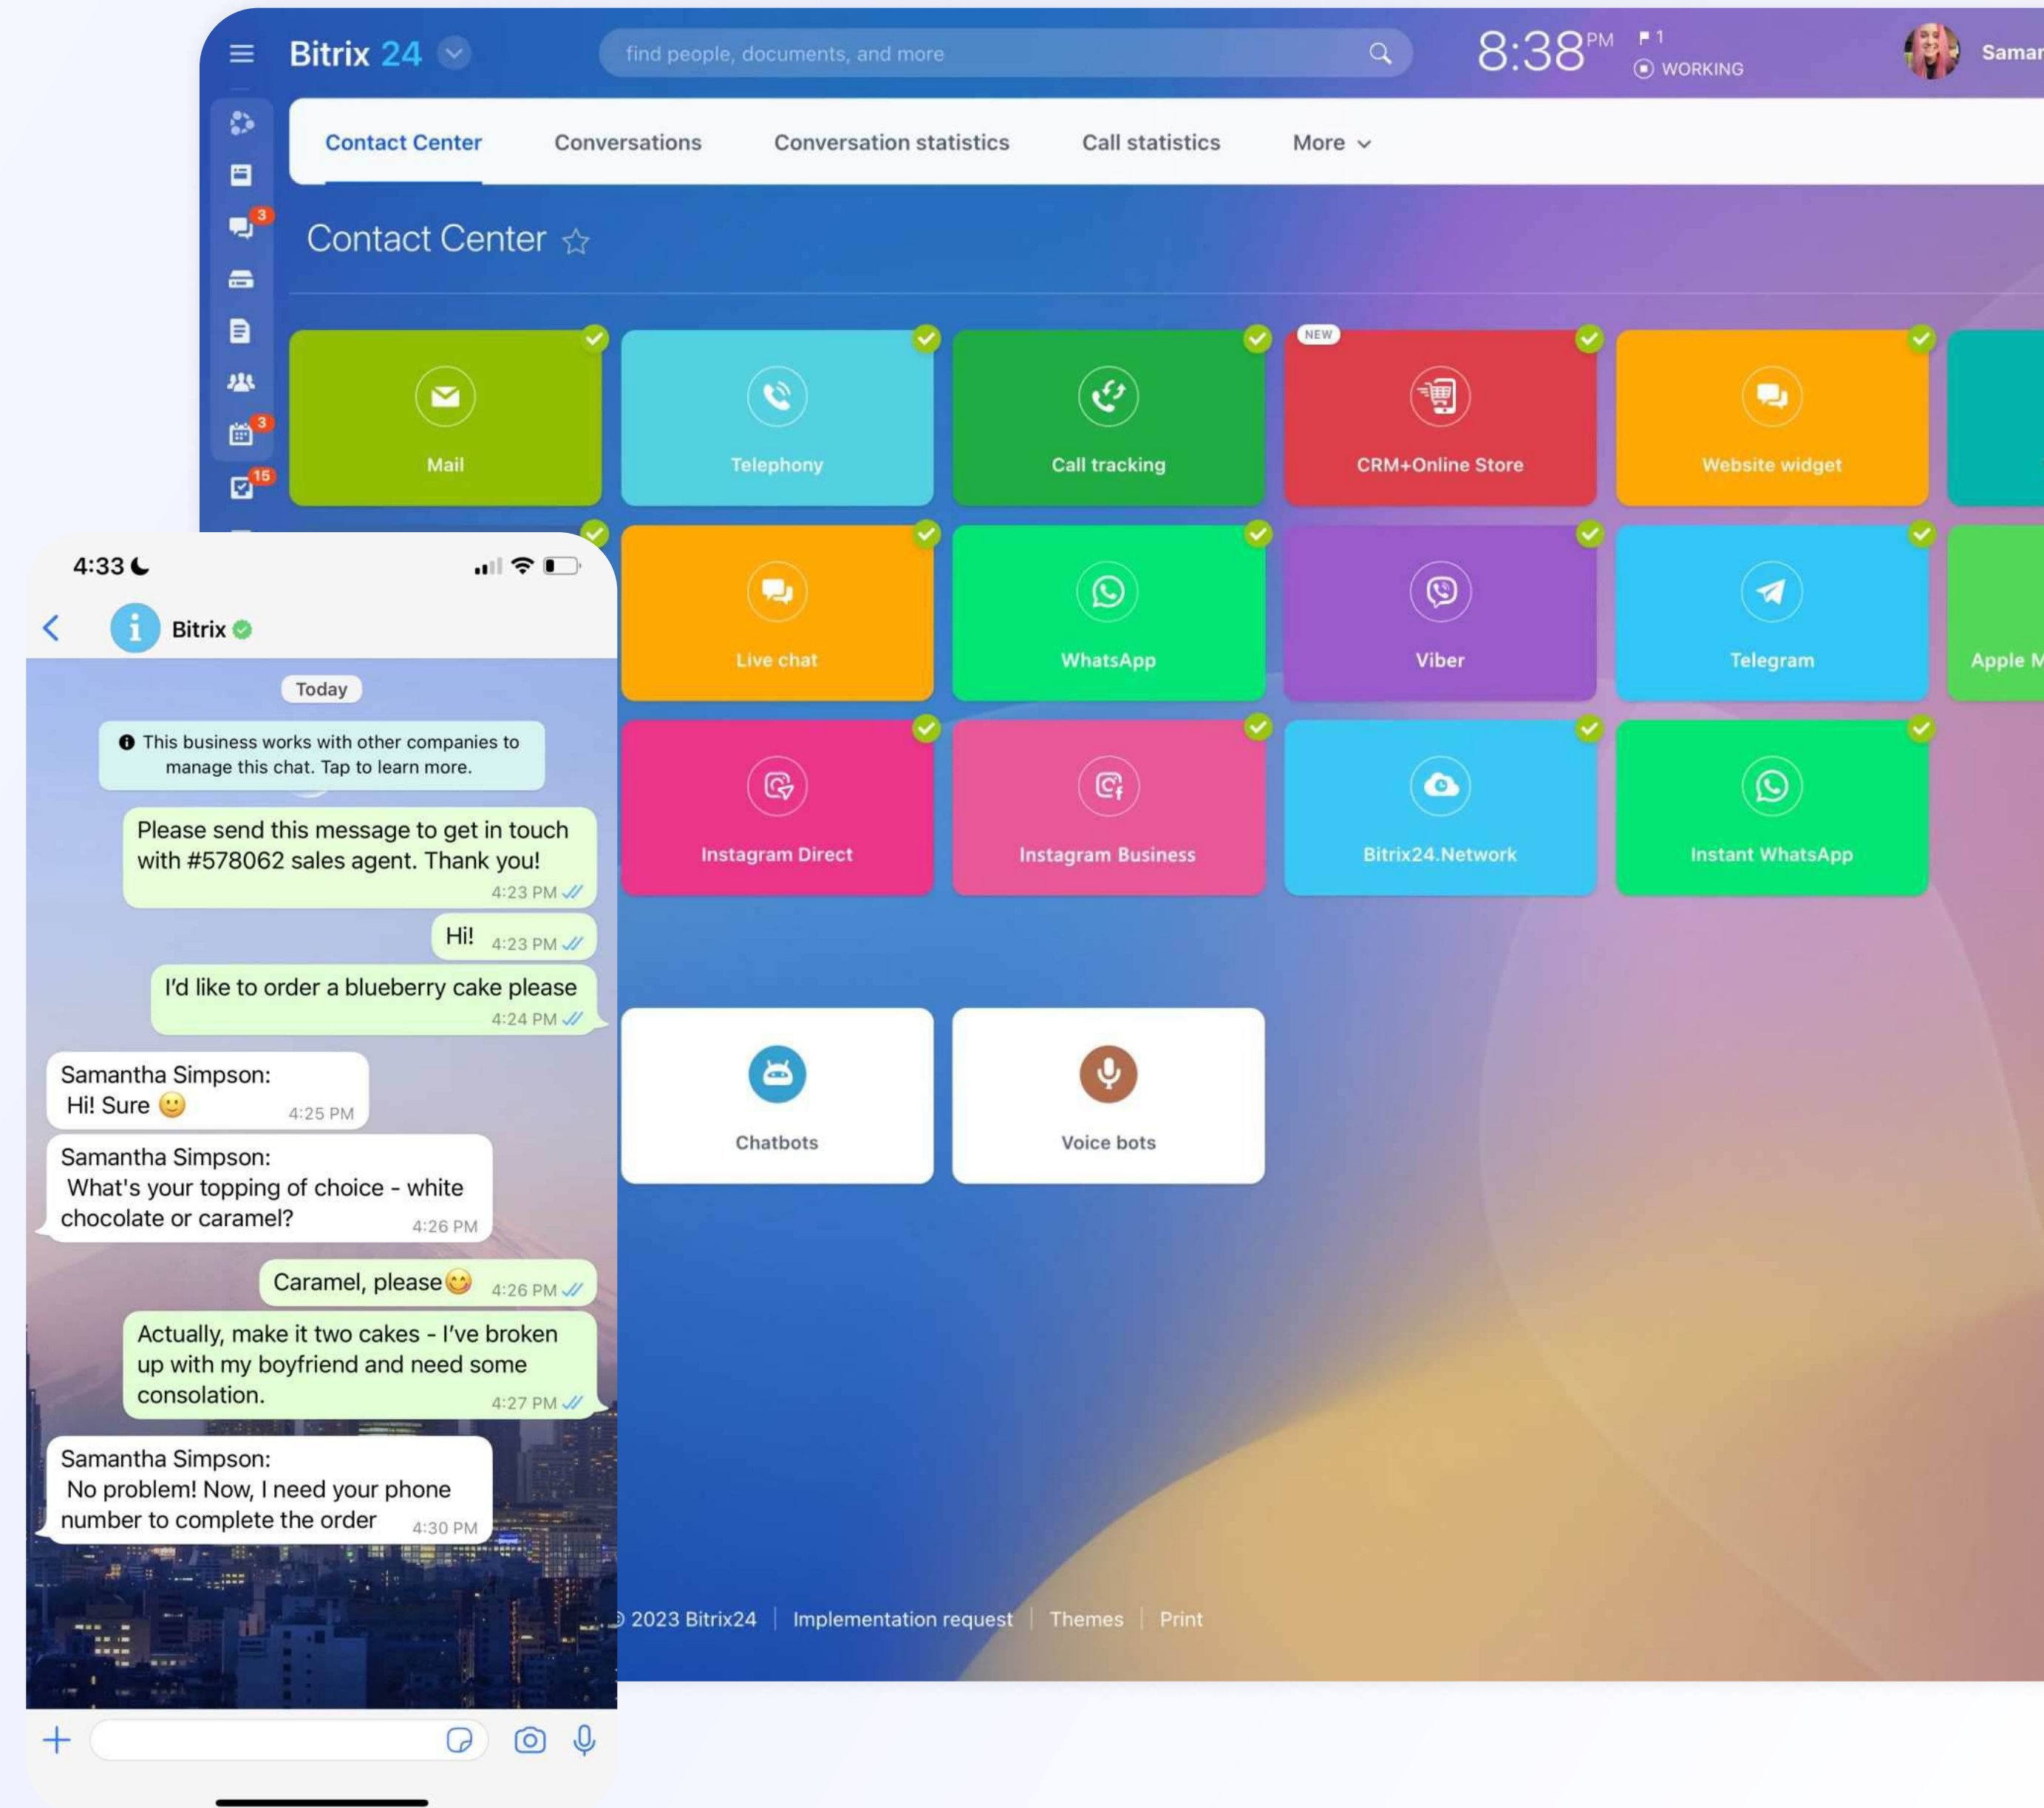 Bitrix 24
find people, documents, and more
8:38 PM
1
WORKING
Contact Center
Conversations
Conversation statistics
Call statistics
More
3
Contact Center
3
15
NEW
Mail
Telephony
Call tracking
CRM+Online Store
Website widget
Live chat
WhatsApp
Viber
Telegram
Apple
Instagram Direct
Instagram Business
Bitrix24.Network
Instant WhatsApp
Chatbots
Voice bots
© 2023 Bitrix24
Implementation request
Themes
Print
4:33
Bitrix
Today
This business works with other companies to
manage this chat. Tap to learn more.
Please send this message to get in touch
with #578062 sales agent. Thank you!
4:23 PM
Hi! 4:23 PM
I’d like to order a blueberry cake please
4:24 PM
Samantha Simpson:
Hi! Sure 🙂 4:25 PM
Samantha Simpson:
What's your topping of choice - white
chocolate or caramel? 4:26 PM
Caramel, please😋 4:26 PM
Actually, make it two cakes - I’ve broken
up with my boyfriend and need some
consolation. 4:27 PM
Samantha Simpson:
No problem! Now, I need your phone
number to complete the order 4:30 PM